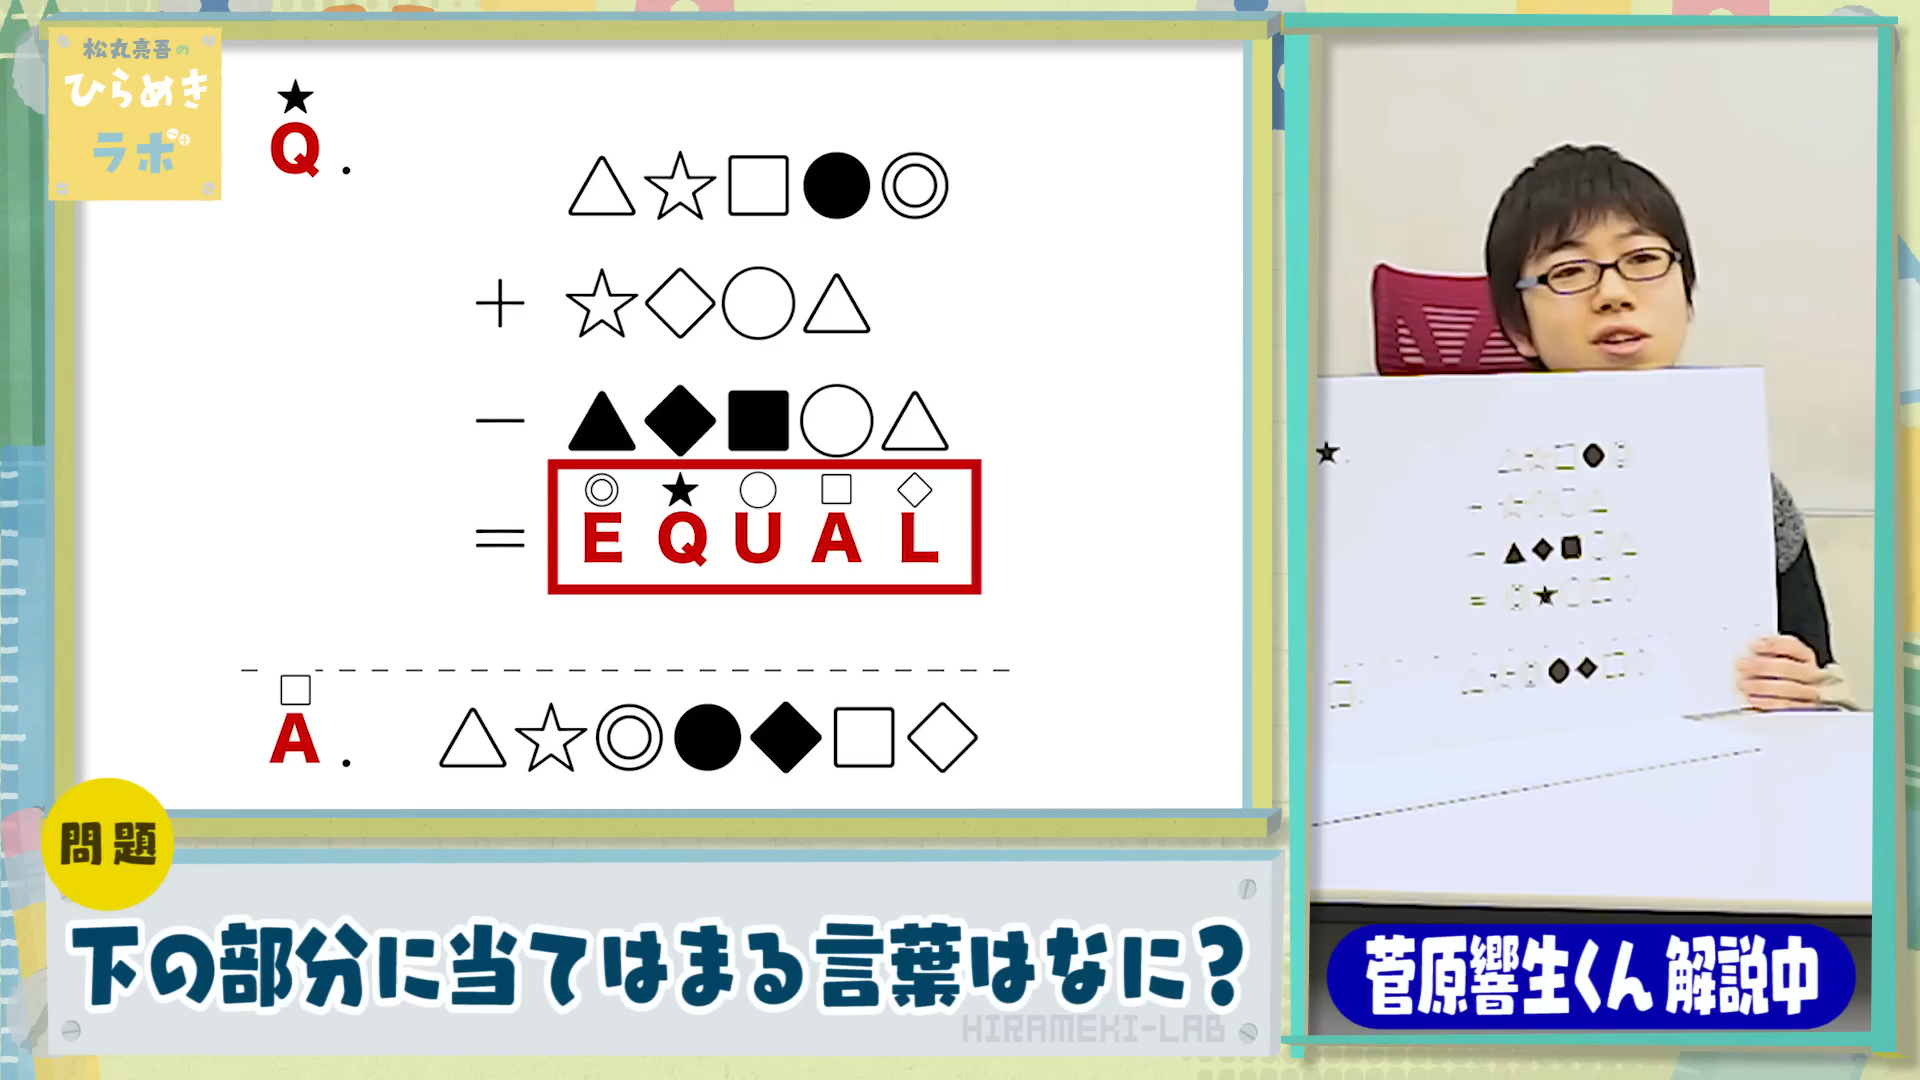 松丸亮吾の
ひらめき
ラボ
Q.
+
−
= EQUAL
A.
問題
下の部分に当てはまる言葉はなに?
HIRAMEKI-LAB
菅原響生くん 解説中